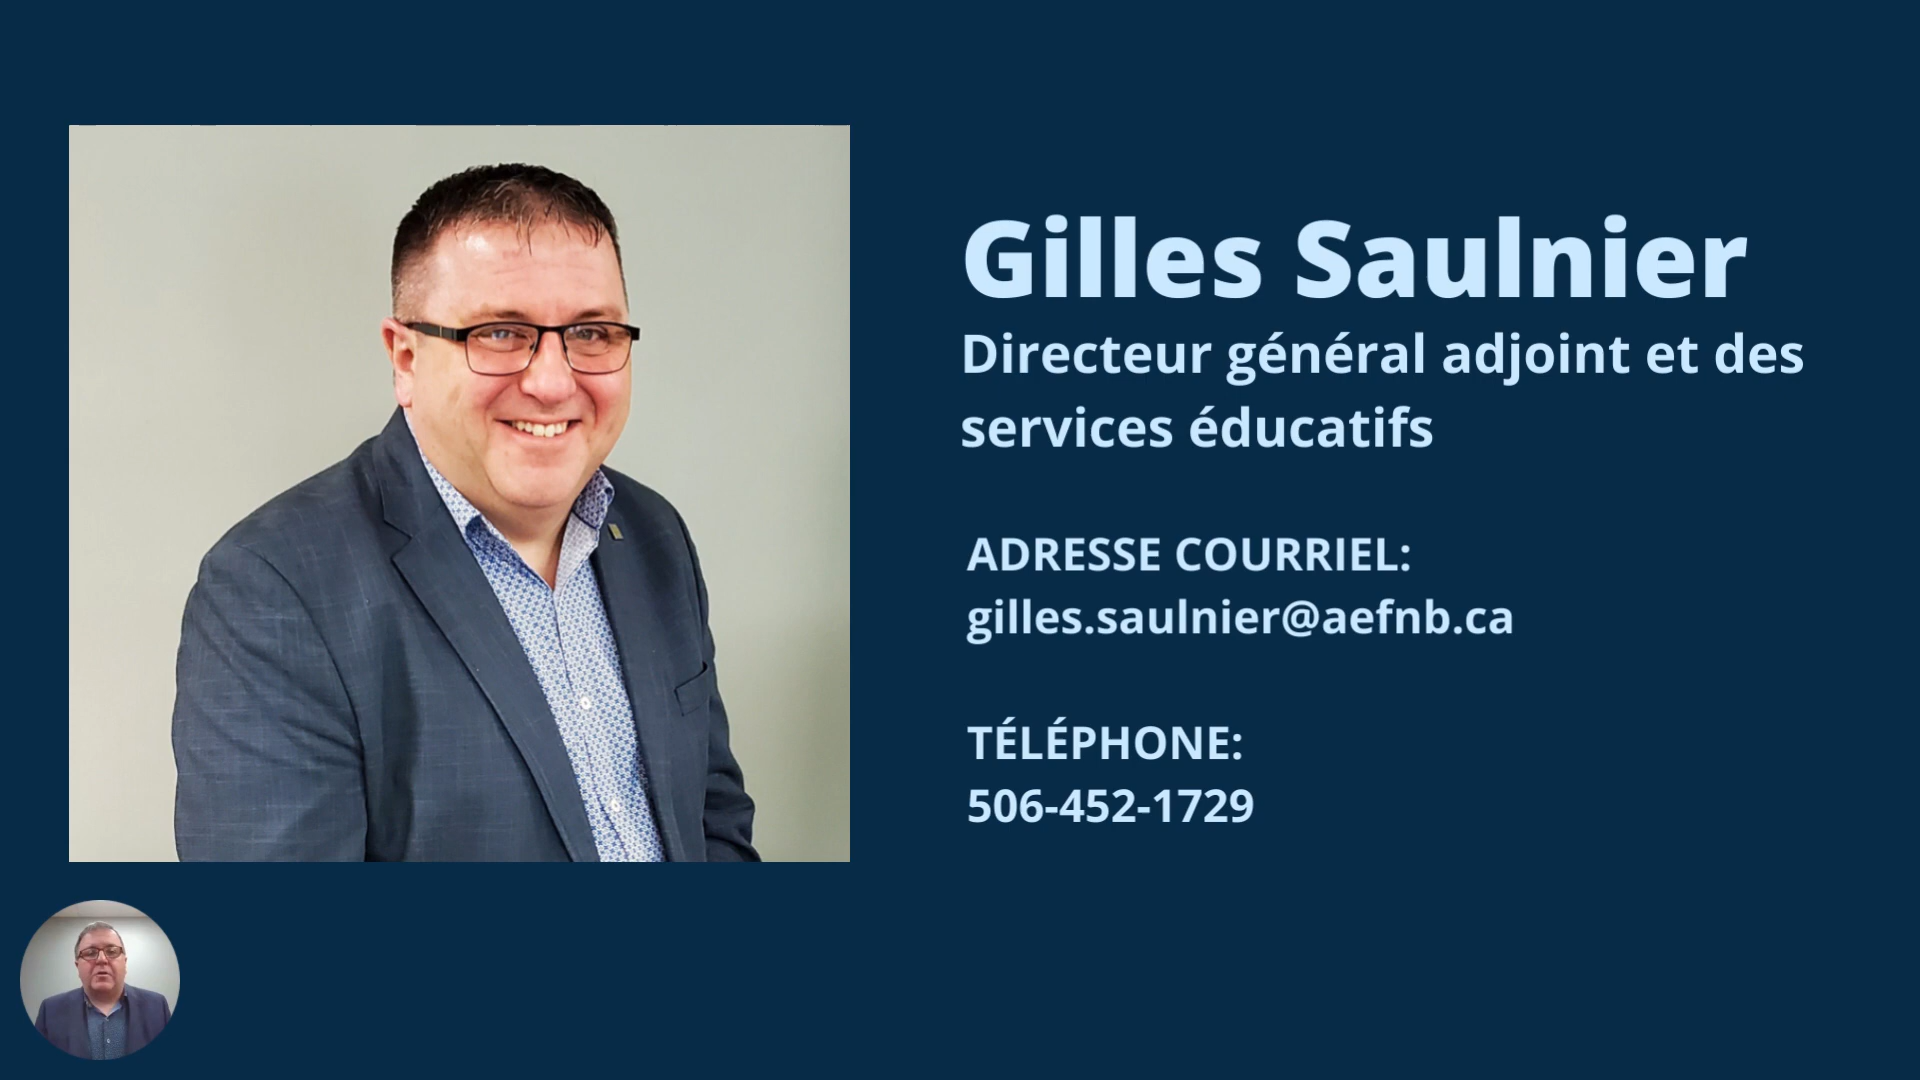 Gilles Saulnier
Directeur général adjoint et des
services éducatifs
ADRESSE COURRIEL:
gilles.saulnier@aefnb.ca
TÉLÉPHONE:
506-452-1729